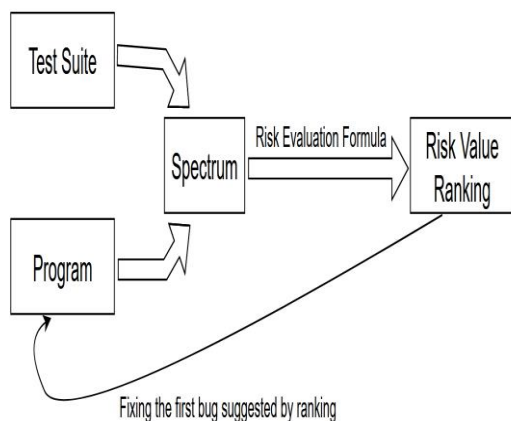 Test Suite
Risk Evaluation Formula
Spectrum
Risk Value
Ranking
Program
Fixing the first bug suggested by ranking